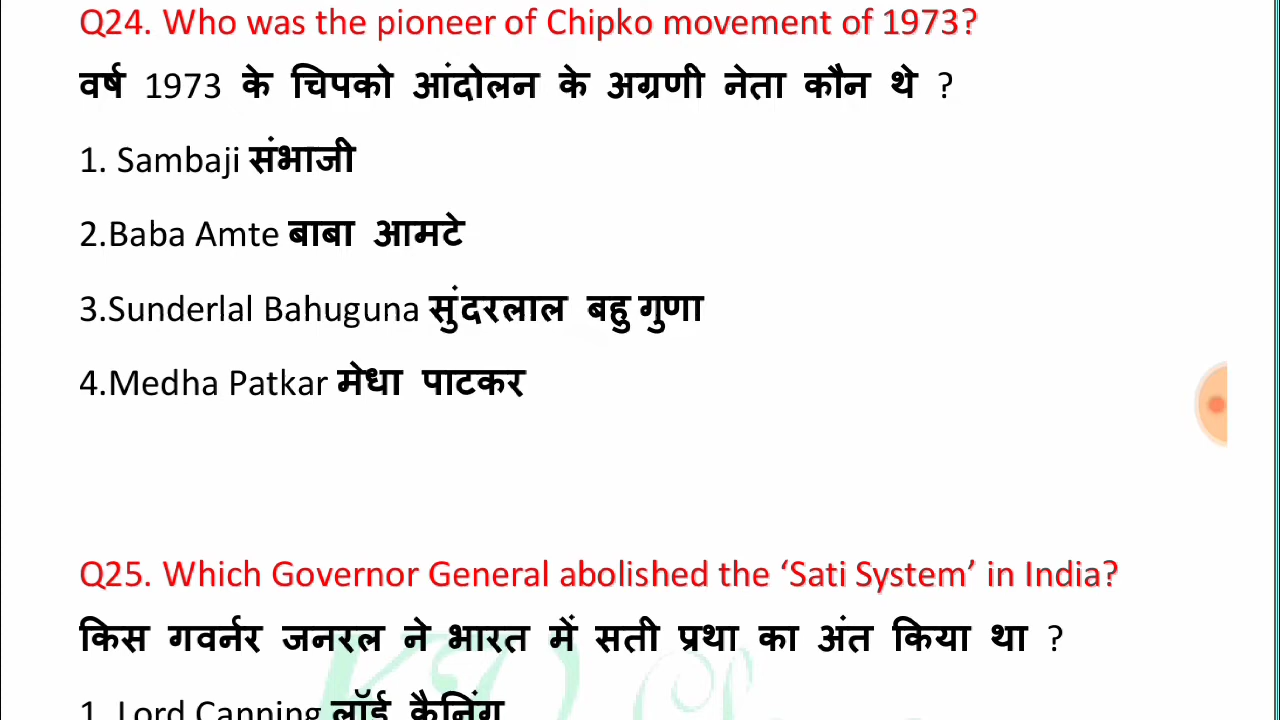 Q24. Who was the pioneer of Chipko movement of 1973?
वर्ष 1973 के चिपको आंदोलन के अग्रणी नेता कौन थे ?
1. Sambaji संभाजी
2.Baba Amte बाबा आमटे
3.Sunderlal Bahuguna सुंदरलाल बहुगुणा
4.Medha Patkar मेधा पाटकर
Q25. Which Governor General abolished the ‘Sati System’ in India?
किस गवर्नर जनरल ने भारत में सती प्रथा का अंत किया था ?
1. Lord Canning लॉर्ड कैनिंग